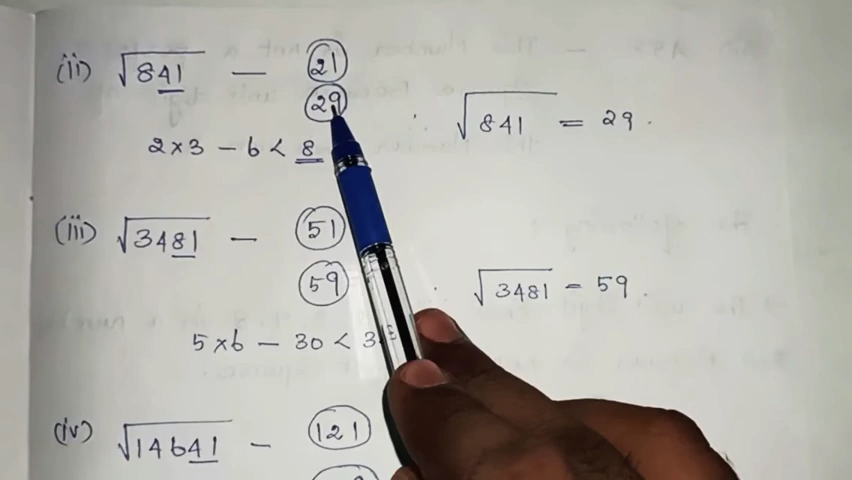 (ii) √841 — 21
29
√841 = 29.
2×3 – 6 < 8
(iii) √3481 — 51
59
√3481 = 59.
5×6 – 30 <
(iv) √14641 – 121